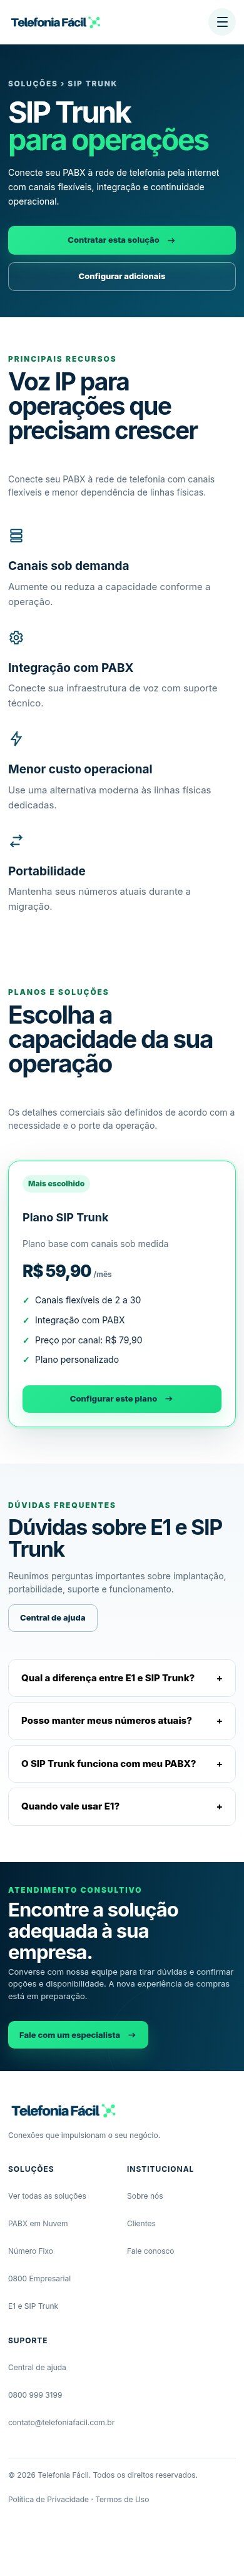 Telefonia Fácil
SOLUÇÕES › SIP TRUNK
SIP Trunk
para operações
Conecte seu PABX à rede de telefonia pela internet
com canais flexíveis, integração e continuidade
operacional.
Contratar esta solução →
Configurar adicionais
PRINCIPAIS RECURSOS
Voz IP para
operações que
precisam crescer
Conecte seu PABX à rede de telefonia com canais
flexíveis e menor dependência de linhas físicas.
Canais sob demanda
Aumente ou reduza a capacidade conforme a
operação.
Integração com PABX
Conecte sua infraestrutura de voz com suporte
técnico.
Menor custo operacional
Use uma alternativa moderna às linhas físicas
dedicadas.
Portabilidade
Mantenha seus números atuais durante a
migração.
PLANOS E SOLUÇÕES
Escolha a
capacidade da sua
operação
Os detalhes comerciais são definidos de acordo com a
necessidade e o porte da operação.
Mais escolhido
Plano SIP Trunk
Plano base com canais sob medida
R$ 59,90 /mês
✓ Canais flexíveis de 2 a 30
✓ Integração com PABX
✓ Preço por canal: R$ 79,90
✓ Plano personalizado
Configurar este plano →
DÚVIDAS FREQUENTES
Dúvidas sobre E1 e SIP
Trunk
Reunimos perguntas importantes sobre implantação,
portabilidade, suporte e funcionamento.
Central de ajuda
Qual a diferença entre E1 e SIP Trunk? +
Posso manter meus números atuais? +
O SIP Trunk funciona com meu PABX? +
Quando vale usar E1? +
ATENDIMENTO CONSULTIVO
Encontre a solução
adequada à sua
empresa.
Converse com nossa equipe para tirar dúvidas e confirmar
opções e disponibilidade. A nova experiência de compras
está em preparação.
Fale com um especialista →
Telefonia Fácil
Conexões que impulsionam o seu negócio.
SOLUÇÕES
Ver todas as soluções
PABX em Nuvem
Número Fixo
0800 Empresarial
E1 e SIP Trunk
INSTITUCIONAL
Sobre nós
Clientes
Fale conosco
SUPORTE
Central de ajuda
0800 999 3199
contato@telefoniafacil.com.br
© 2026 Telefonia Fácil. Todos os direitos reservados.
Política de Privacidade · Termos de Uso